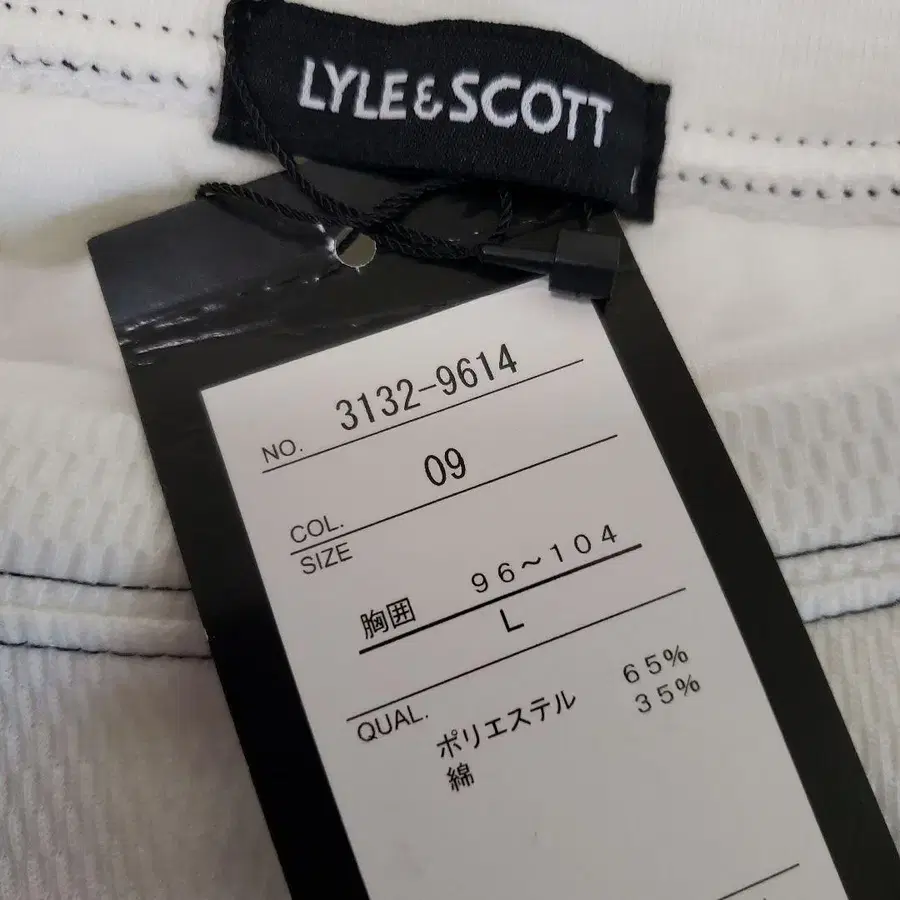 LYLE&SCOTT
NO. 3132-9614
COL. 09
SIZE
胸囲 96~104
L
QUAL.
ポリエステル 65%
綿 35%